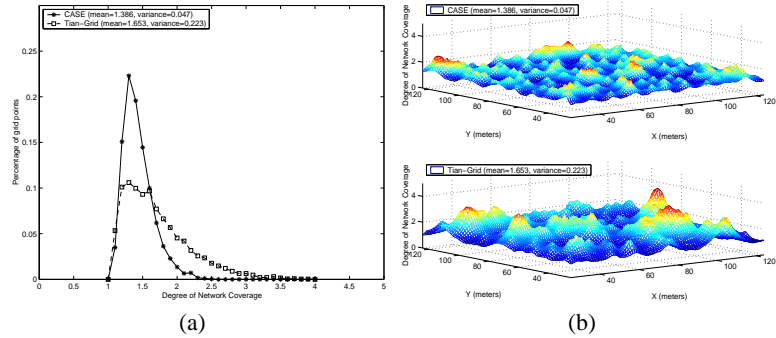 CASE (mean=1.386, variance=0.047)
Tian-Grid (mean=1.653, variance=0.223)
0.25
0.2
0.15
0.1
0.05
0
Percentage of grid points
0 0.5 1 1.5 2 2.5 3 3.5 4 4.5 5
Degree of Network Coverage
(a)
CASE (mean=1.386, variance=0.047)
Degree of Network Coverage
4
2
0
120
100
80
60
40
Y (meters)
40
60
80
100
120
X (meters)
Tian-Grid (mean=1.653, variance=0.223)
Degree of Network Coverage
4
2
0
120
100
80
60
40
Y (meters)
40
60
80
100
120
X (meters)
(b)